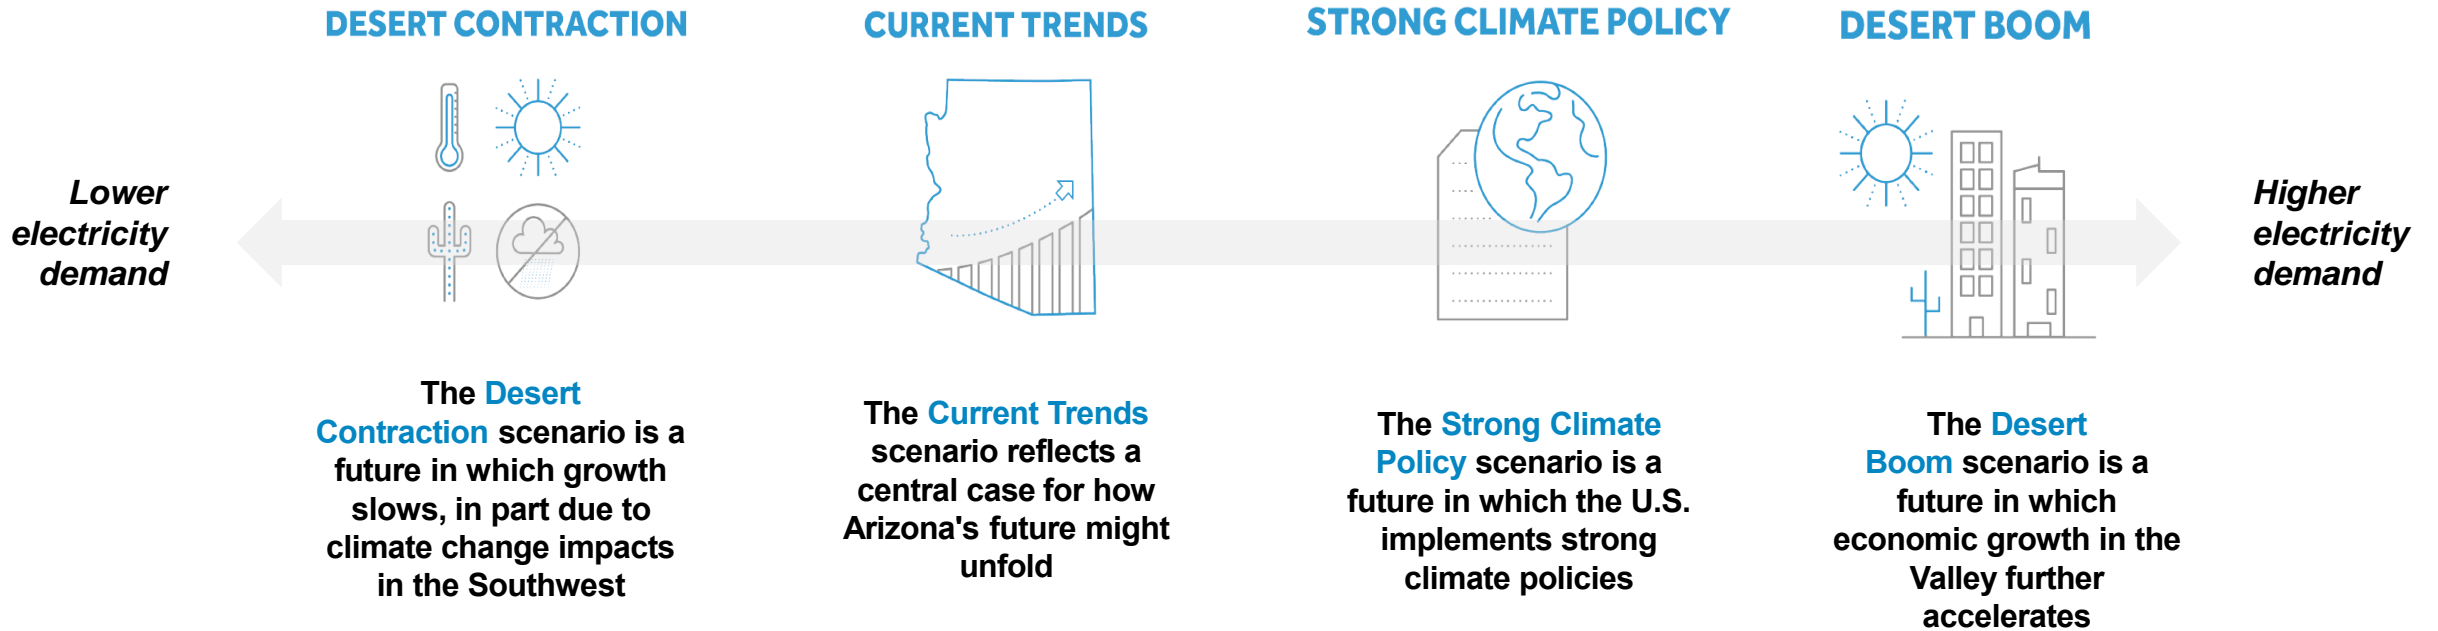 DESERT CONTRACTION
CURRENT TRENDS
STRONG CLIMATE POLICY
DESERT BOOM
Lower
electricity
demand
Higher
electricity
demand
The Desert
Contraction scenario is a
future in which growth
slows, in part due to
climate change impacts
in the Southwest
The Current Trends
scenario reflects a
central case for how
Arizona's future might
unfold
The Strong Climate
Policy scenario is a
future in which the U.S.
implements strong
climate policies
The Desert
Boom scenario is a
future in which
economic growth in the
Valley further
accelerates